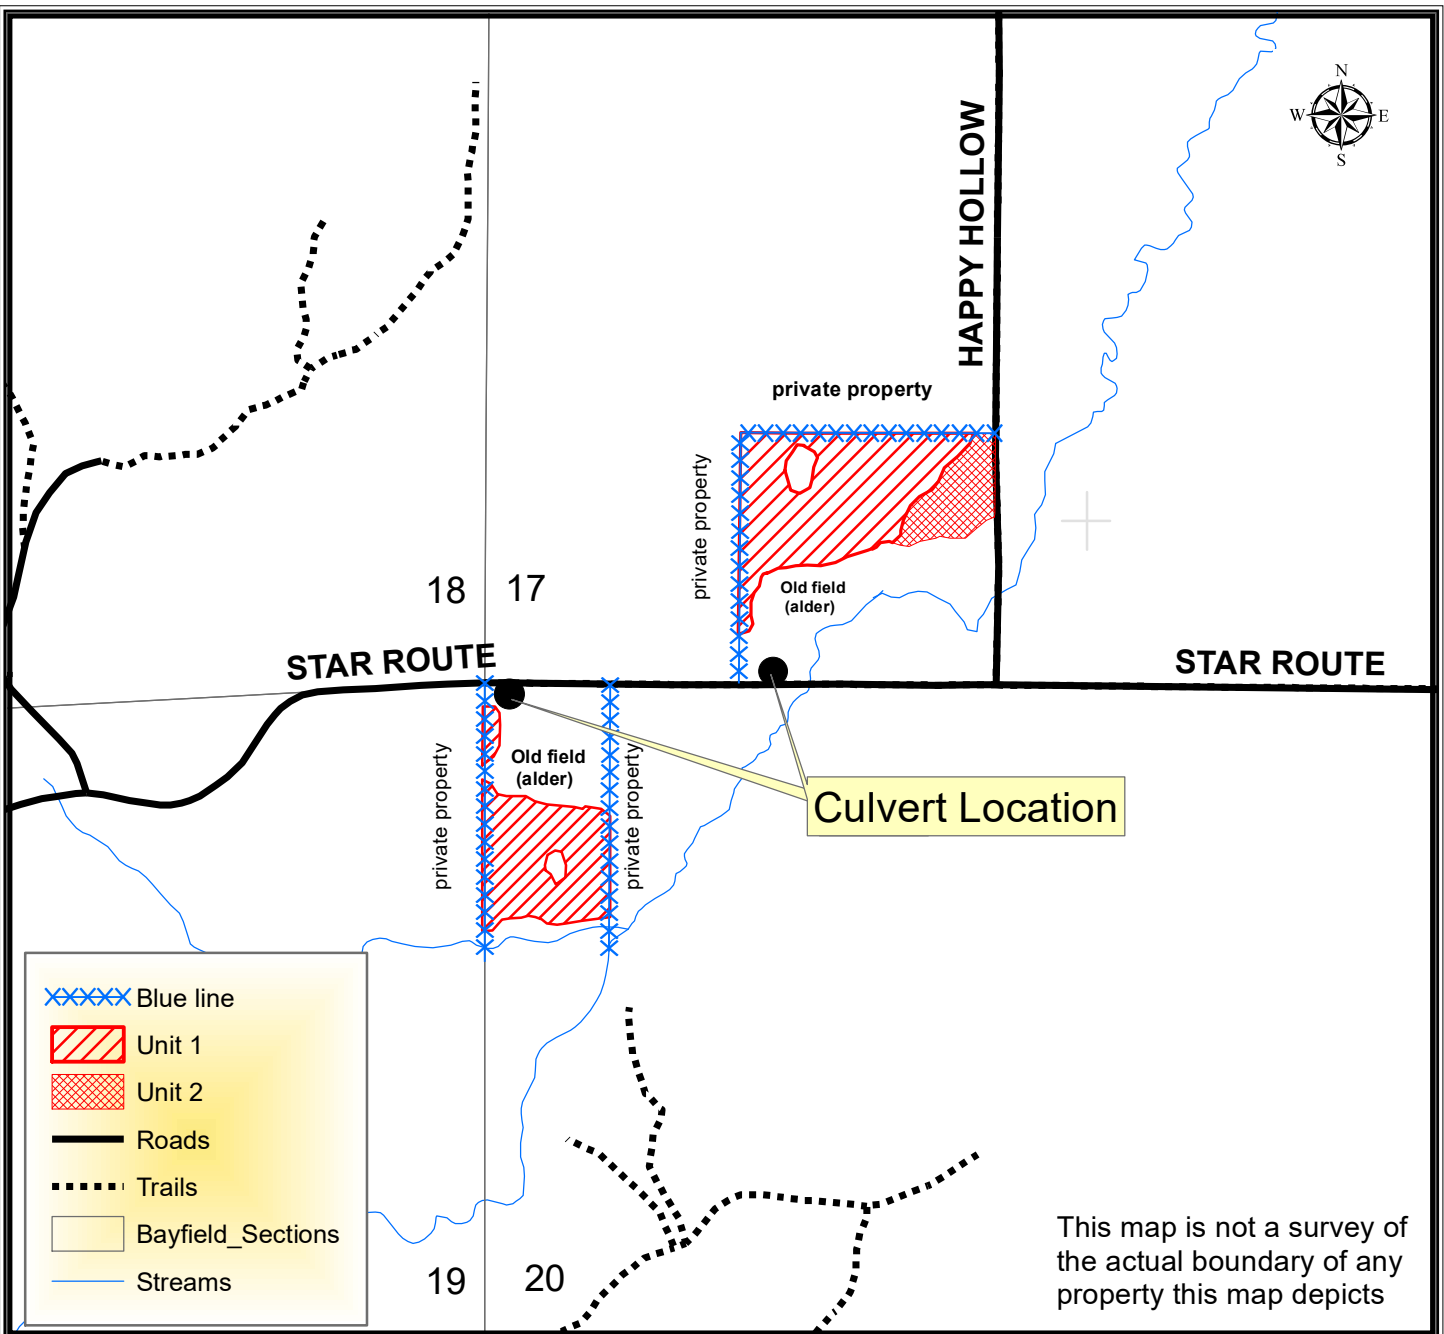 N
W E
S
HAPPY HOLLOW
private property
private property
Old field
(alder)
18 17
STAR ROUTE
STAR ROUTE
private property
Old field
(alder)
private property
Culvert Location
Blue line
Unit 1
Unit 2
Roads
Trails
Bayfield_Sections
Streams
19 20
This map is not a survey of
the actual boundary of any
property this map depicts